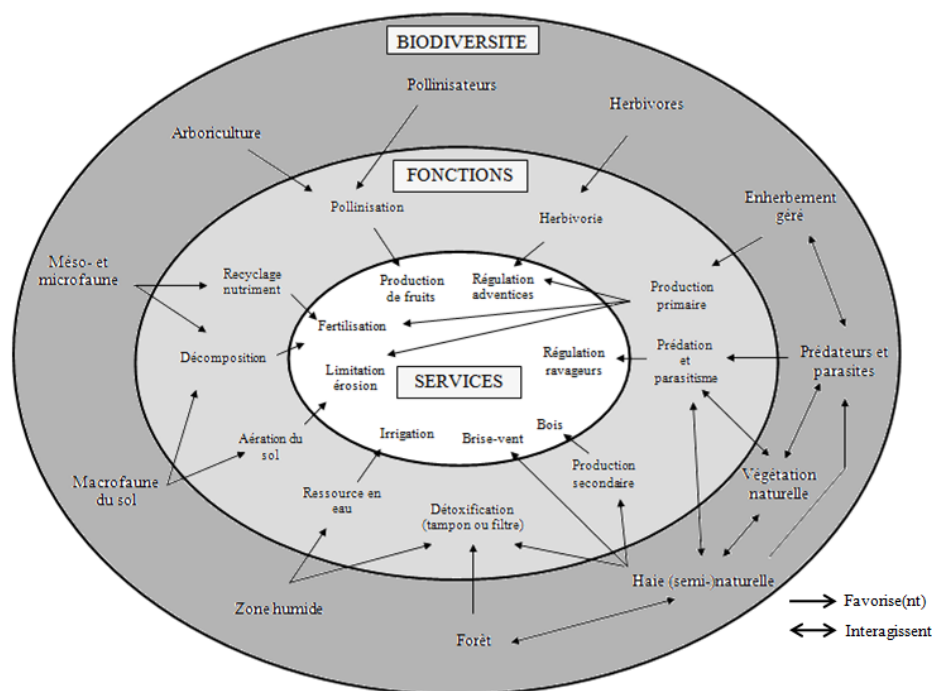 BIODIVERSITE
Pollinisateurs
Herbivores
Arboriculture
FONCTIONS
Pollinisation
Herbivorie
Enherbement
géré
Méso- et
microfaune
Recyclage
nutriment
Production
de fruits
Régulation
adventices
Production
primaire
Fertilisation
Décomposition
Limitation
érosion
Régulation
ravageurs
Prédation
et
parasitisme
Prédateurs et
parasites
SERVICES
Irrigation
Brise-vent
Bois
Aération du
sol
Macrofaune
du sol
Ressource en
eau
Détoxification
(tampon ou filtre)
Production
secondaire
Végétation
naturelle
Zone humide
Forêt
Haie (semi-)naturelle
Favorise(nt)
Interagissent